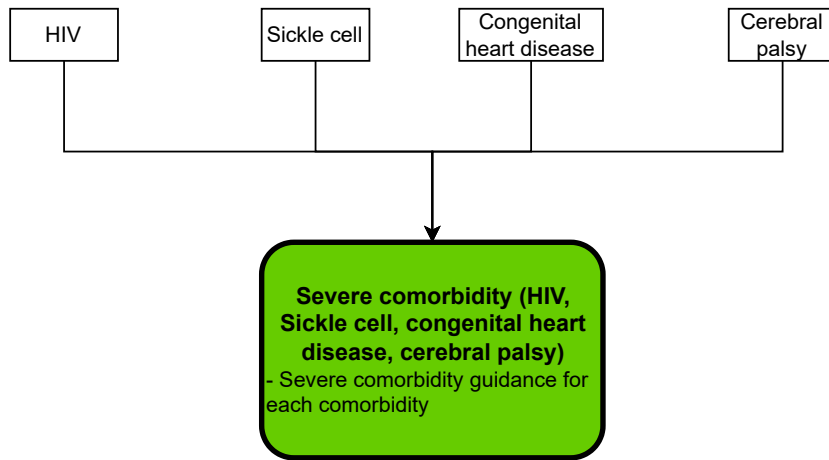 HIV
Sickle cell
Congenital
heart disease
Cerebral
palsy
Severe comorbidity (HIV,
Sickle cell, congenital heart
disease, cerebral palsy)
- Severe comorbidity guidance for
each comorbidity